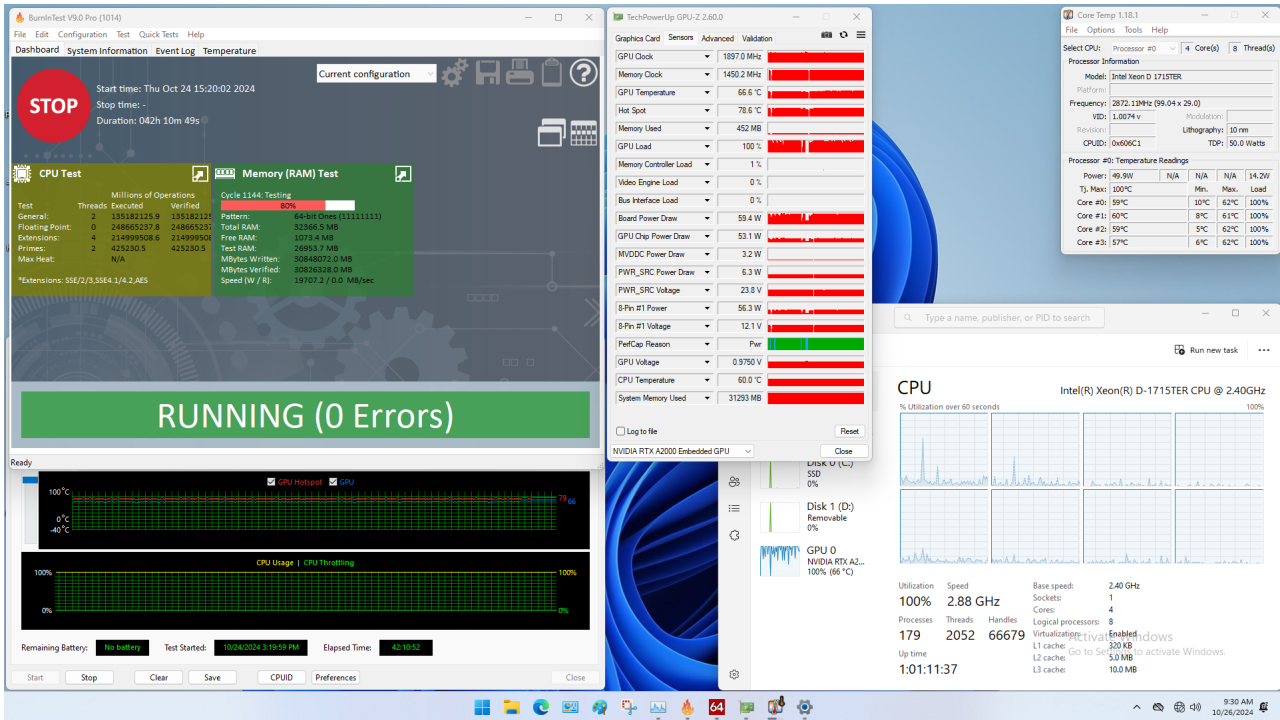 BurnInTest V9.0 Pro (1014)
File Edit Configuration Test Quick Tests Help
Dashboard System Information Event Log Temperature
Current configuration
STOP
Start time: Thu Oct 24 15:20:02 2024
Stop time: -
Duration: 042h 10m 49s
CPU Test
Millions of Operations
Test Threads Executed Verified
General: 2 135182125.9 13518212
Floating Point: 0 248665237.8 24866523
Extensions: 4 214999508.6 21499950
Primes: 2 425230.5 425230.5
Max Heat: N/A
*Extensions: SSE/2/3,SSE4.1/4.2,AES
Memory (RAM) Test
Cycle 1144: Testing
80%
Pattern: 64-bit Ones (11111111)
Total RAM: 32566.5 MB
Free RAM: 1073.4 MB
Test RAM: 26953.7 MB
MBytes Written: 30848072.0 MB
MBytes Verified: 30826328.0 MB
Speed (W / R): 19707.2 / 0.0 MB/sec
RUNNING (0 Errors)
Ready
GPU Hotspot GPU
100°C
0°C
-40°C
79 66
CPU Usage | CPU Throttling
100% 100%
0% 0%
Remaining Battery: No battery Test Started: 10/24/2024 3:19:59 PM Elapsed Time: 42:10:52
Start Stop Clear Save CPUID Preferences Close
TechPowerUp GPU-Z 2.60.0
Graphics Card Sensors Advanced Validation
GPU Clock 1897.0 MHz
Memory Clock 1450.2 MHz
GPU Temperature 66.6 °C
Hot Spot 78.6 °C
Memory Used 452 MB
GPU Load 100 %
Memory Controller Load 1 %
Video Engine Load 0 %
Bus Interface Load 0 %
Board Power Draw 59.4 W
GPU Chip Power Draw 53.1 W
MVDDC Power Draw 3.2 W
PWR_SRC Power Draw 6.3 W
PWR_SRC Voltage 23.8 V
8-Pin #1 Power 56.3 W
8-Pin #1 Voltage 12.1 V
PerfCap Reason Pwr
GPU Voltage 0.9750 V
CPU Temperature 60.0 °C
System Memory Used 31293 MB
Log to file Reset
NVIDIA RTX A2000 Embedded GPU Close
Core Temp 1.18.1
File Options Tools Help
Select CPU: Processor #0 4 Core(s) 8 Thread(s)
Processor Information
Model: Intel Xeon D 1715TER
Platform:
Frequency: 2872.11MHz (99.04 x 29.0)
VID: 1.0074 v Modulation:
Revision: Lithography: 10 nm
CPUID: 0x606C1 TDP: 50.0 Watts
Processor #0: Temperature Readings
Power: 49.9W N/A N/A N/A 14.2W
Tj. Max: 100°C Min. Max. Load
Core #0: 59°C 10°C 62°C 100%
Core #1: 60°C 8°C 61°C 100%
Core #2: 59°C 5°C 62°C 100%
Core #3: 57°C 6°C 62°C 100%
Type a name, publisher, or PID to search
Run new task
CPU Intel(R) Xeon(R) D-1715TER CPU @ 2.40GHz
% Utilization over 60 seconds 100%
Disk 0 (C:)
SSD
0%
Disk 1 (D:)
Removable
0%
GPU 0
NVIDIA RTX A2...
100% (66 °C)
Utilization Speed
100% 2.88 GHz
Processes Threads Handles
179 2052 66679
Up time
1:01:11:37
Base speed: 2.40 GHz
Sockets: 1
Cores: 4
Logical processors: 8
Virtualization: Enabled
L1 cache: 320 KB
L2 cache: 5.0 MB
L3 cache: 10.0 MB
Activate Windows
Go to Settings to activate Windows.
64
9:30 AM
10/26/2024